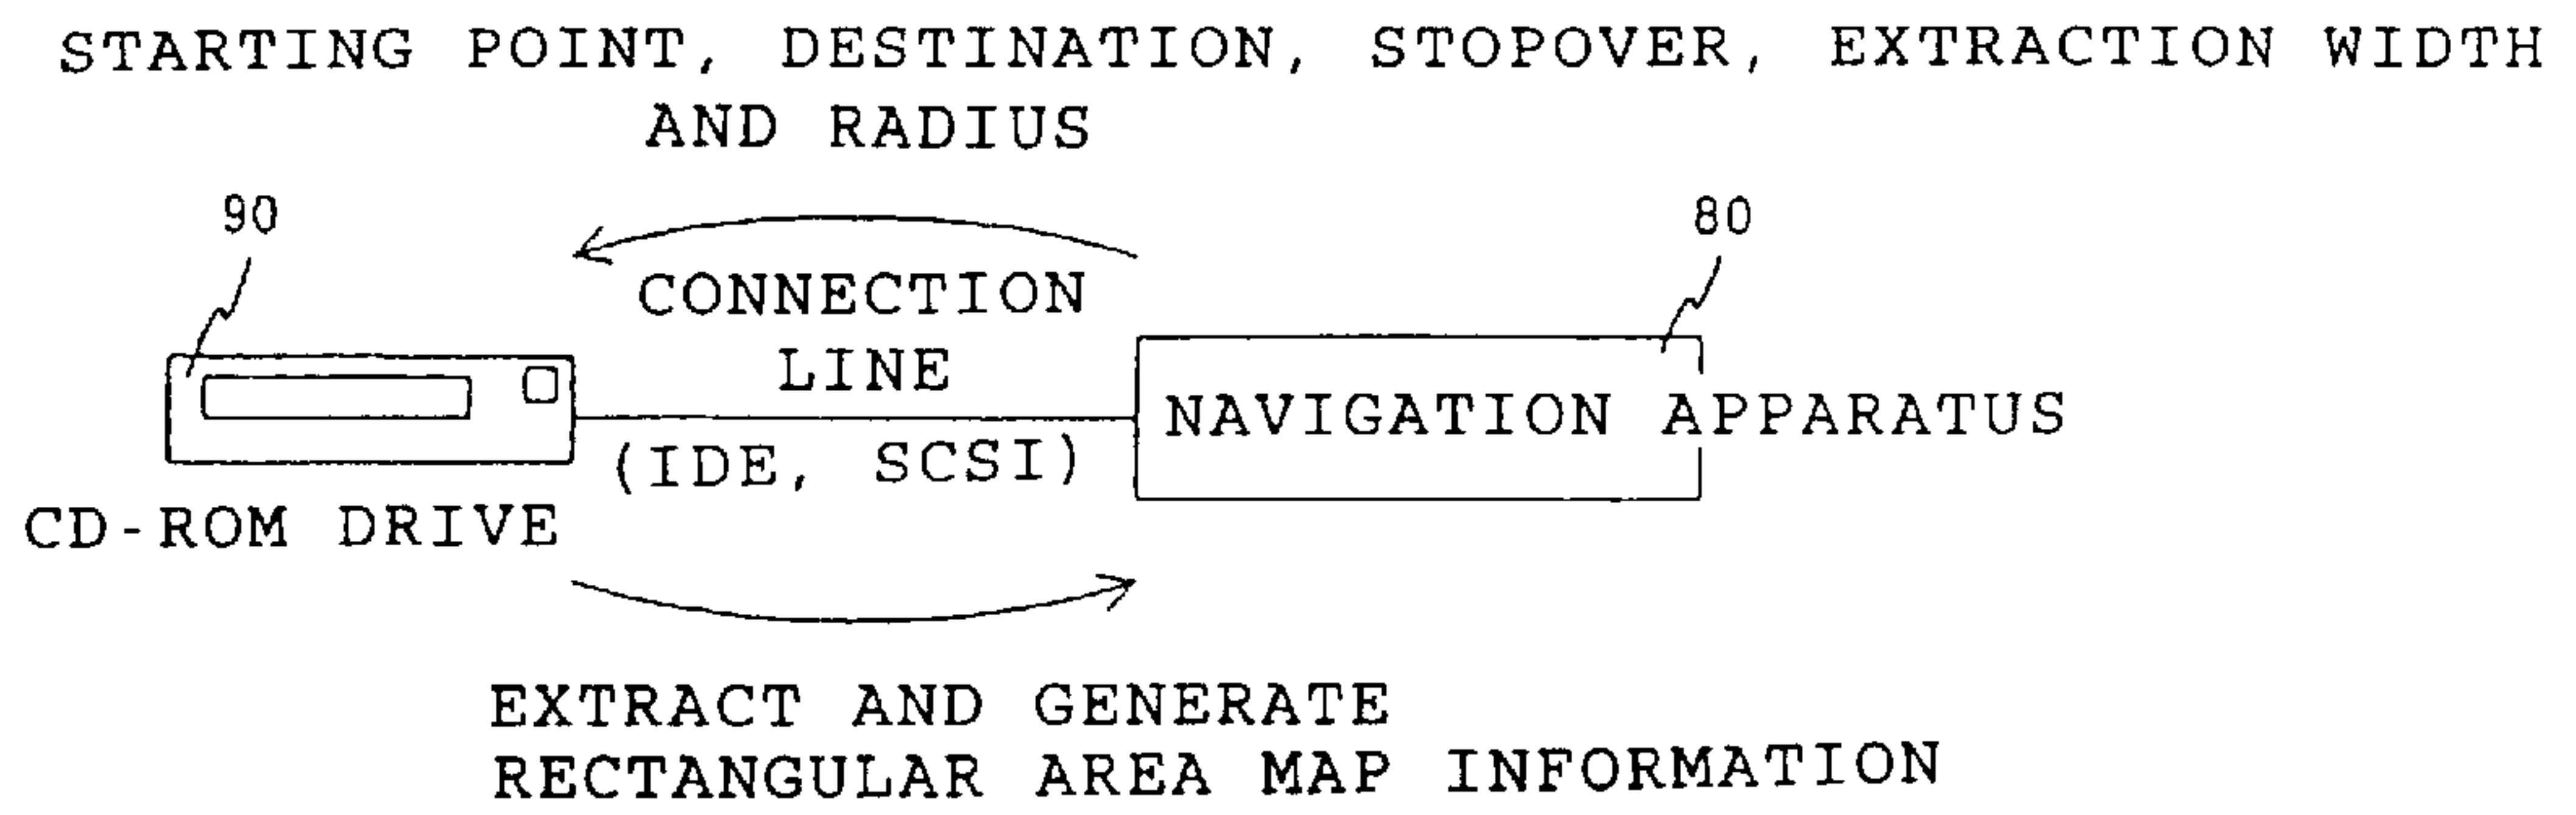 STARTING POINT, DESTINATION, STOPOVER, EXTRACTION WIDTH
AND RADIUS
90
80
CONNECTION
LINE
NAVIGATION APPARATUS
(IDE, SCSI)
CD-ROM DRIVE
EXTRACT AND GENERATE
RECTANGULAR AREA MAP INFORMATION